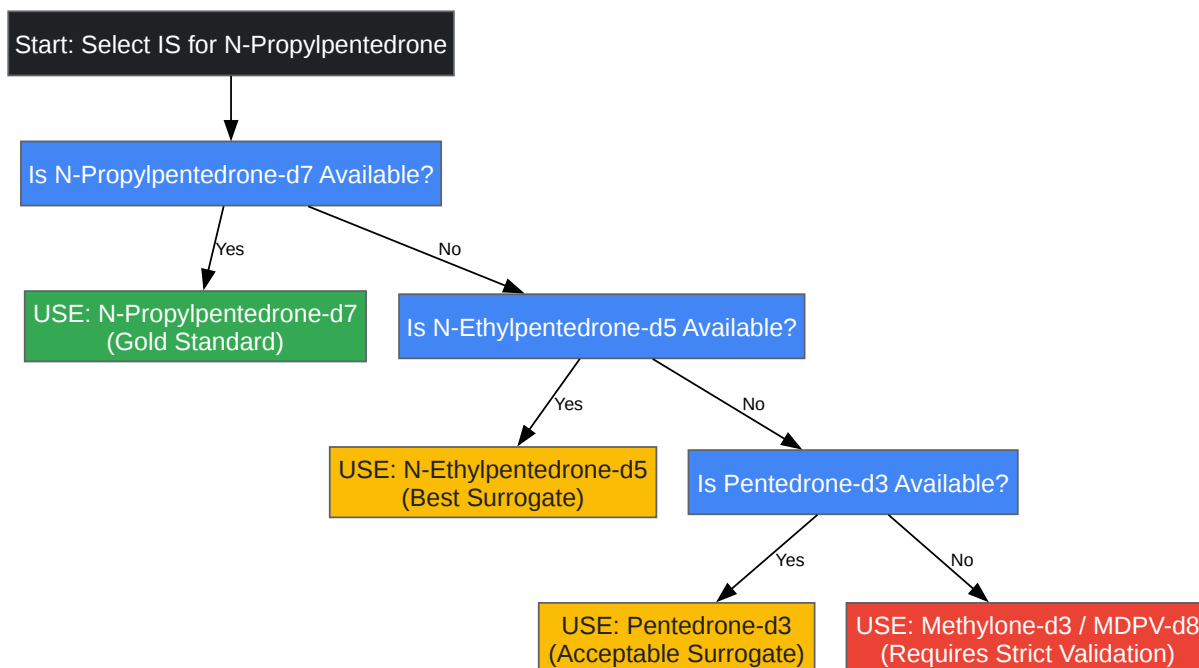 Start: Select IS for N-Propylpentedrone
Is N-Propylpentedrone-d7 Available?
Yes
No
USE: N-Propylpentedrone-d7
(Gold Standard)
Is N-Ethylpentedrone-d5 Available?
Yes
No
USE: N-Ethylpentedrone-d5
(Best Surrogate)
Is Pentedrone-d3 Available?
Yes
No
USE: Pentedrone-d3
(Acceptable Surrogate)
USE: Methylone-d3 / MDPV-d8
(Requires Strict Validation)